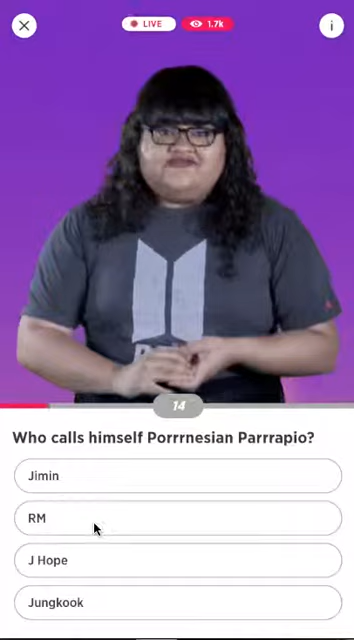 LIVE
1.7k
14
Who calls himself Porrrnesian Parrrapio?
Jimin
RM
J Hope
Jungkook